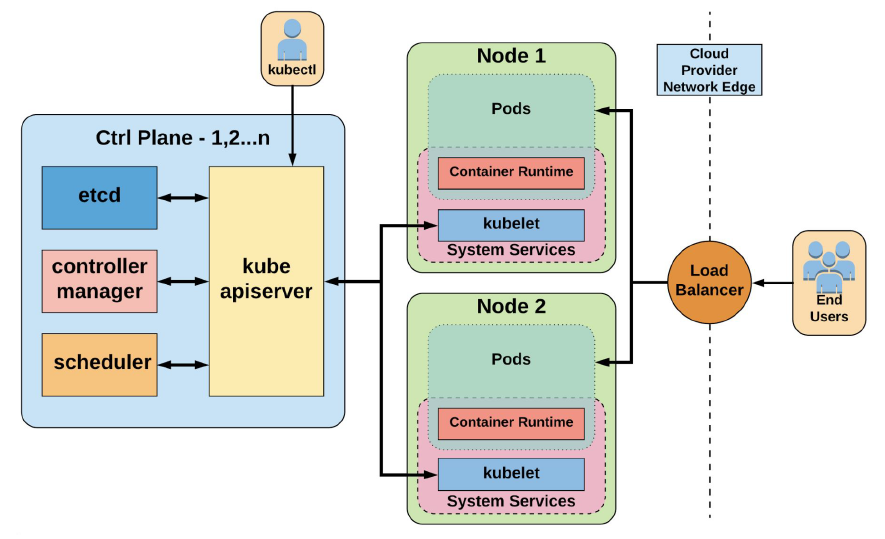 kubectl
Ctrl Plane - 1,2...n
etcd
controller
manager
scheduler
kube
apiserver
Node 1
Pods
Container Runtime
kubelet
System Services
Node 2
Pods
Container Runtime
kubelet
System Services
Cloud
Provider
Network Edge
Load
Balancer
End
Users